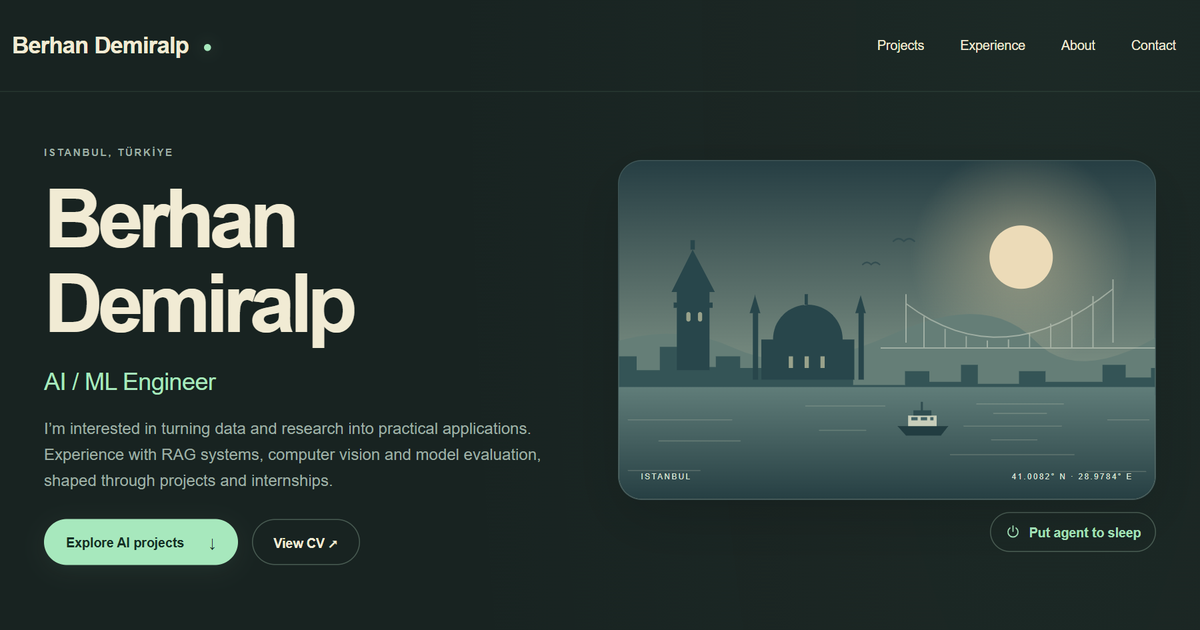 Berhan Demiralp
Projects
Experience
About
Contact
ISTANBUL, TÜRKİYE
Berhan
Demiralp
AI / ML Engineer
I'm interested in turning data and research into practical applications.
Experience with RAG systems, computer vision and model evaluation,
shaped through projects and internships.
Explore AI projects ↓
View CV ↗
ISTANBUL
41.0082° N · 28.9784° E
Put agent to sleep